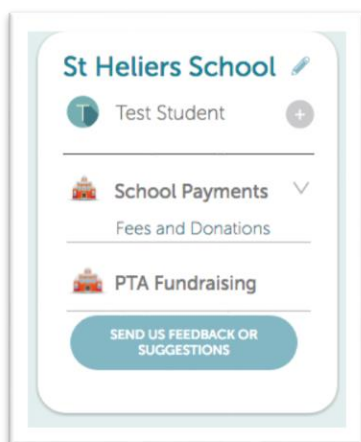 St Heliers School
T
Test Student
+
School Payments
Fees and Donations
PTA Fundraising
SEND US FEEDBACK OR
SUGGESTIONS